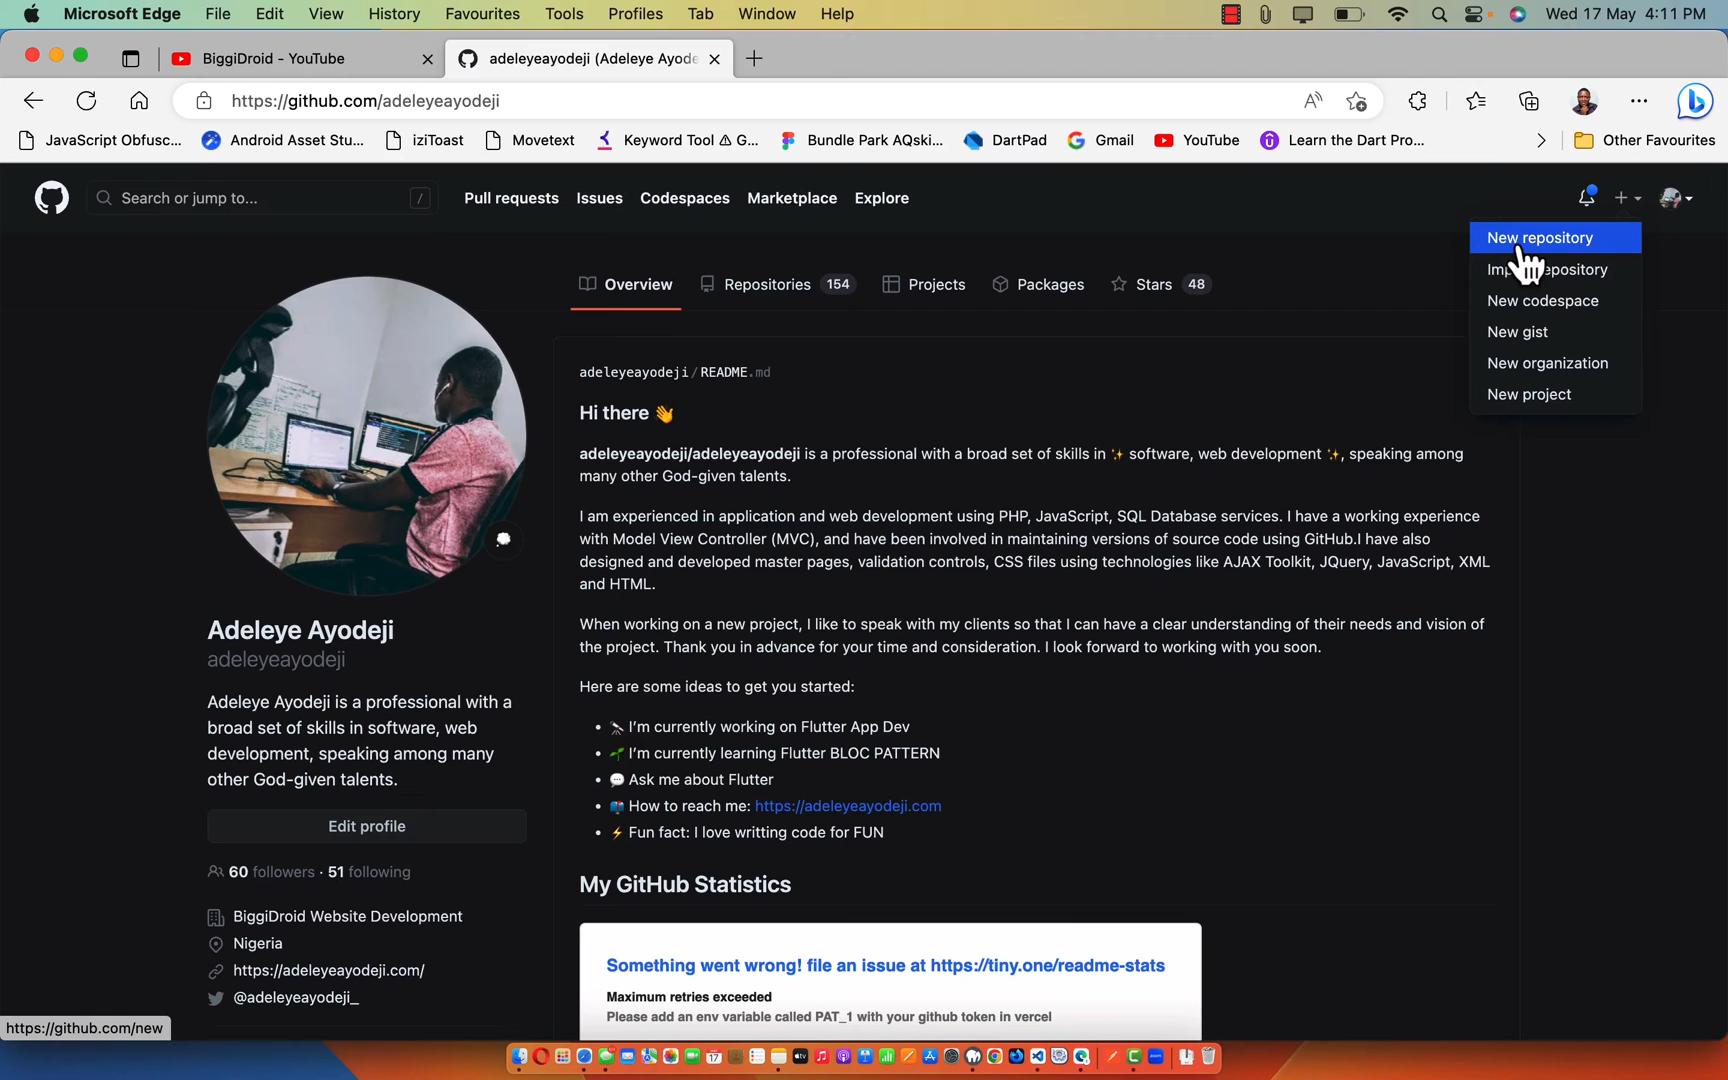 Microsoft Edge File Edit View History Favourites Tools Profiles Tab Window Help Wed 17 May 4:11 PM
BiggiDroid - YouTube adeleyeayodeji (Adeleye Ayode
https://github.com/adeleyeayodeji
JavaScript Obfusc... Android Asset Stu... iziToast Movetext Keyword Tool ⚠ G... Bundle Park AQski... DartPad Gmail YouTube Learn the Dart Pro... Other Favourites
Search or jump to... / Pull requests Issues Codespaces Marketplace Explore
New repository
repository
New codespace
New gist
New organization
New project
Overview Repositories 154 Projects Packages Stars 48
adeleyeayodeji/README.md
Hi there 👋
adeleyeayodeji/adeleyeayodeji is a professional with a broad set of skills in ✨ software, web development ✨, speaking among
many other God-given talents.
I am experienced in application and web development using PHP, JavaScript, SQL Database services. I have a working experience
with Model View Controller (MVC), and have been involved in maintaining versions of source code using GitHub.I have also
designed and developed master pages, validation controls, CSS files using technologies like AJAX Toolkit, JQuery, JavaScript, XML
and HTML.
When working on a new project, I like to speak with my clients so that I can have a clear understanding of their needs and vision of
the project. Thank you in advance for your time and consideration. I look forward to working with you soon.
Here are some ideas to get you started:
• 🔭 I'm currently working on Flutter App Dev
• 🌱 I'm currently learning Flutter BLOC PATTERN
• 💬 Ask me about Flutter
• 📫 How to reach me: https://adeleyeayodeji.com
• ⚡ Fun fact: I love writting code for FUN
My GitHub Statistics
Something went wrong! file an issue at https://tiny.one/readme-stats
Maximum retries exceeded
Please add an env variable called PAT_1 with your github token in vercel
Adeleye Ayodeji
adeleyeayodeji
Adeleye Ayodeji is a professional with a
broad set of skills in software, web
development, speaking among many
other God-given talents.
Edit profile
60 followers · 51 following
BiggiDroid Website Development
Nigeria
https://adeleyeayodeji.com/
@adeleyeayodeji_
https://github.com/new
17